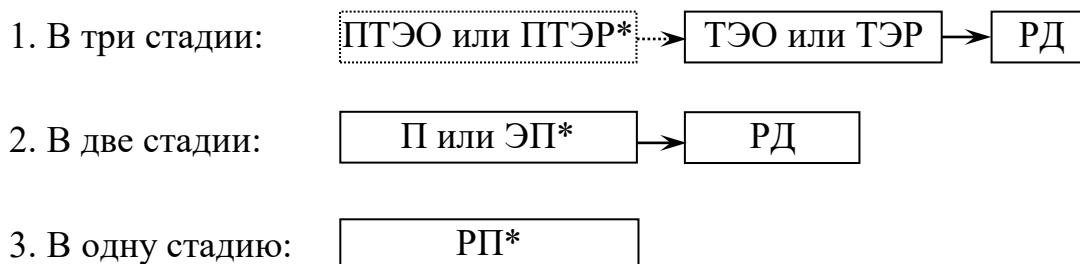 1. В три стадии: ПТЭО или ПТЭР* ТЭО или ТЭР РД
2. В две стадии: П или ЭП* РД
3. В одну стадию: РП*